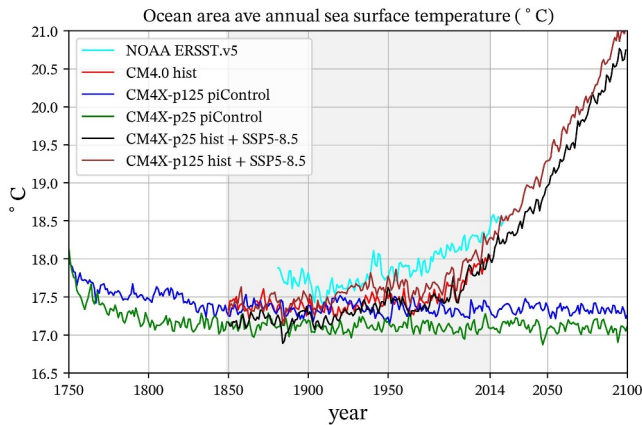 Ocean area ave annual sea surface temperature (°C)
21.0
20.5
20.0
19.5
19.0
18.5
18.0
17.5
17.0
16.5
°C
NOAA ERSST.v5
CM4.0 hist
CM4X-p125 piControl
CM4X-p25 piControl
CM4X-p25 hist + SSP5-8.5
CM4X-p125 hist + SSP5-8.5
1750 1800 1850 1900 1950 2014 2050 2100
year